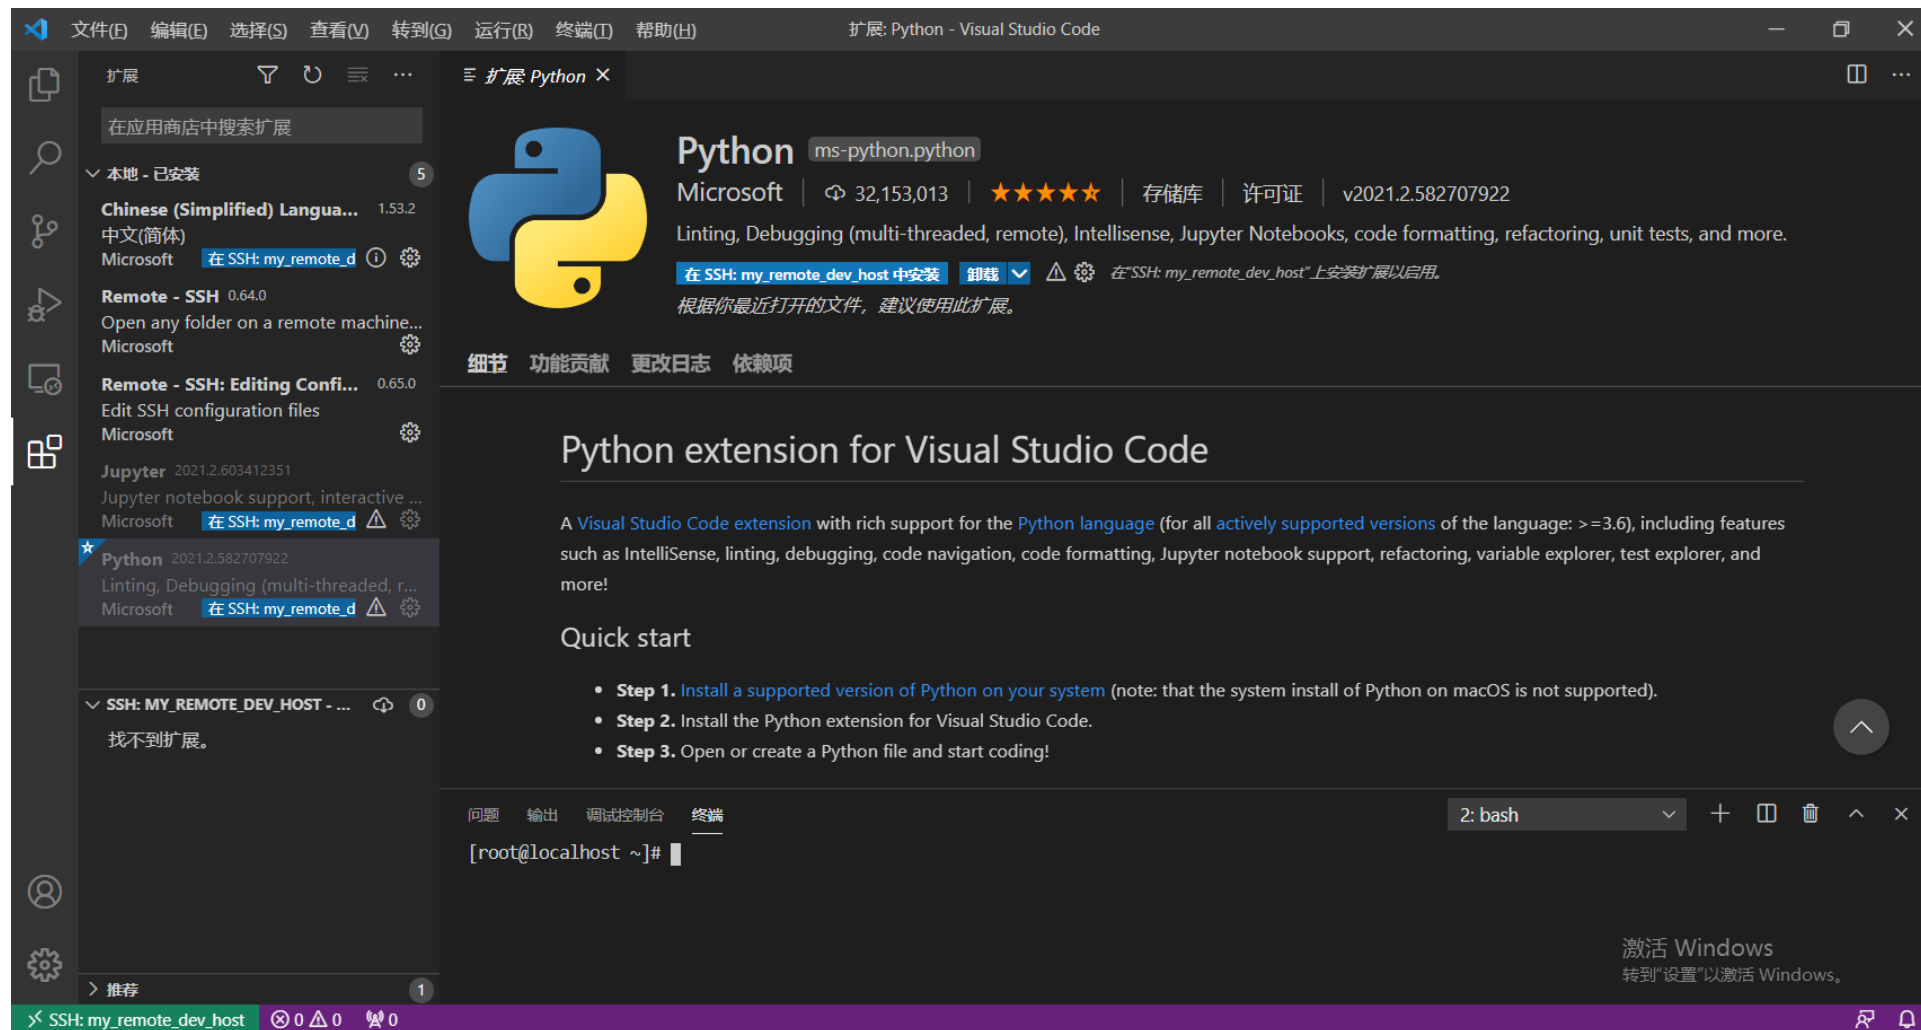 文件(F) 编辑(E) 选择(S) 查看(V) 转到(G) 运行(R) 终端(T) 帮助(H) 扩展: Python - Visual Studio Code
扩展
扩展: Python
在应用商店中搜索扩展
本地 - 已安装 5
Chinese (Simplified) Langua... 1.53.2
中文(简体)
Microsoft 在 SSH: my_remote_d
Remote - SSH 0.64.0
Open any folder on a remote machine...
Microsoft
Remote - SSH: Editing Confi... 0.65.0
Edit SSH configuration files
Microsoft
Jupyter 2021.2.603412351
Jupyter notebook support, interactive ...
Microsoft 在 SSH: my_remote_d
Python 2021.2.582707922
Linting, Debugging (multi-threaded, r...
Microsoft 在 SSH: my_remote_d
SSH: MY_REMOTE_DEV_HOST - ... 0
找不到扩展。
推荐 1
Python ms-python.python
Microsoft 32,153,013 存储库 许可证 v2021.2.582707922
Linting, Debugging (multi-threaded, remote), Intellisense, Jupyter Notebooks, code formatting, refactoring, unit tests, and more.
在 SSH: my_remote_dev_host 中安装 卸载 在"SSH: my_remote_dev_host"上安装扩展以启用。
根据你最近打开的文件，建议使用此扩展。
细节 功能贡献 更改日志 依赖项
Python extension for Visual Studio Code
A Visual Studio Code extension with rich support for the Python language (for all actively supported versions of the language: >=3.6), including features
such as IntelliSense, linting, debugging, code navigation, code formatting, Jupyter notebook support, refactoring, variable explorer, test explorer, and
more!
Quick start
• Step 1. Install a supported version of Python on your system (note: that the system install of Python on macOS is not supported).
• Step 2. Install the Python extension for Visual Studio Code.
• Step 3. Open or create a Python file and start coding!
问题 输出 调试控制台 终端 2: bash
[root@localhost ~]#
激活 Windows
转到"设置"以激活 Windows。
SSH: my_remote_dev_host 0 0 0